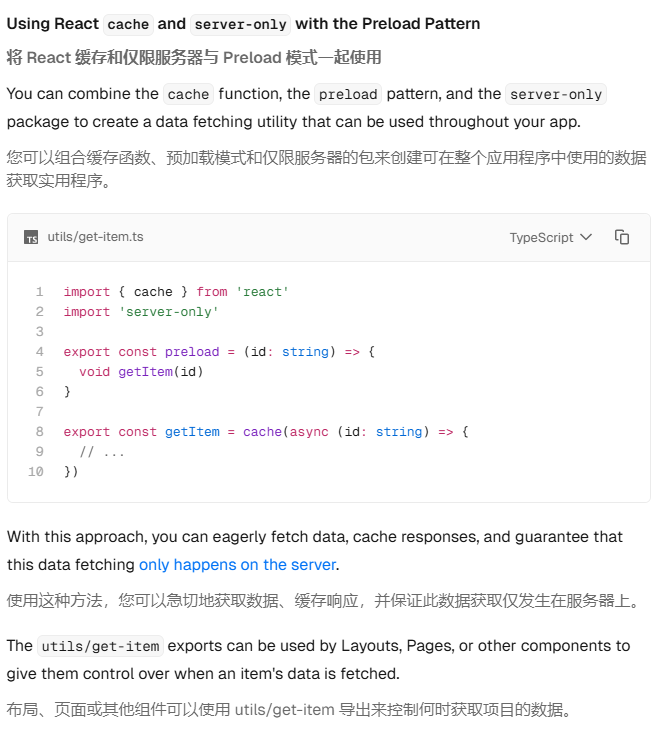 Using React cache and server-only with the Preload Pattern
将 React 缓存和仅限服务器与 Preload 模式一起使用
You can combine the cache function, the preload pattern, and the server-only
package to create a data fetching utility that can be used throughout your app.
您可以组合缓存函数、预加载模式和仅限服务器的包来创建可在整个应用程序中使用的数据
获取实用程序。
TS utils/get-item.ts TypeScript
1 import { cache } from 'react'
2 import 'server-only'
3
4 export const preload = (id: string) => {
5   void getItem(id)
6 }
7
8 export const getItem = cache(async (id: string) => {
9   // ...
10 })
With this approach, you can eagerly fetch data, cache responses, and guarantee that
this data fetching only happens on the server.
使用这种方法，您可以急切地获取数据、缓存响应，并保证此数据获取仅发生在服务器上。
The utils/get-item exports can be used by Layouts, Pages, or other components to
give them control over when an item's data is fetched.
布局、页面或其他组件可以使用 utils/get-item 导出来控制何时获取项目的数据。